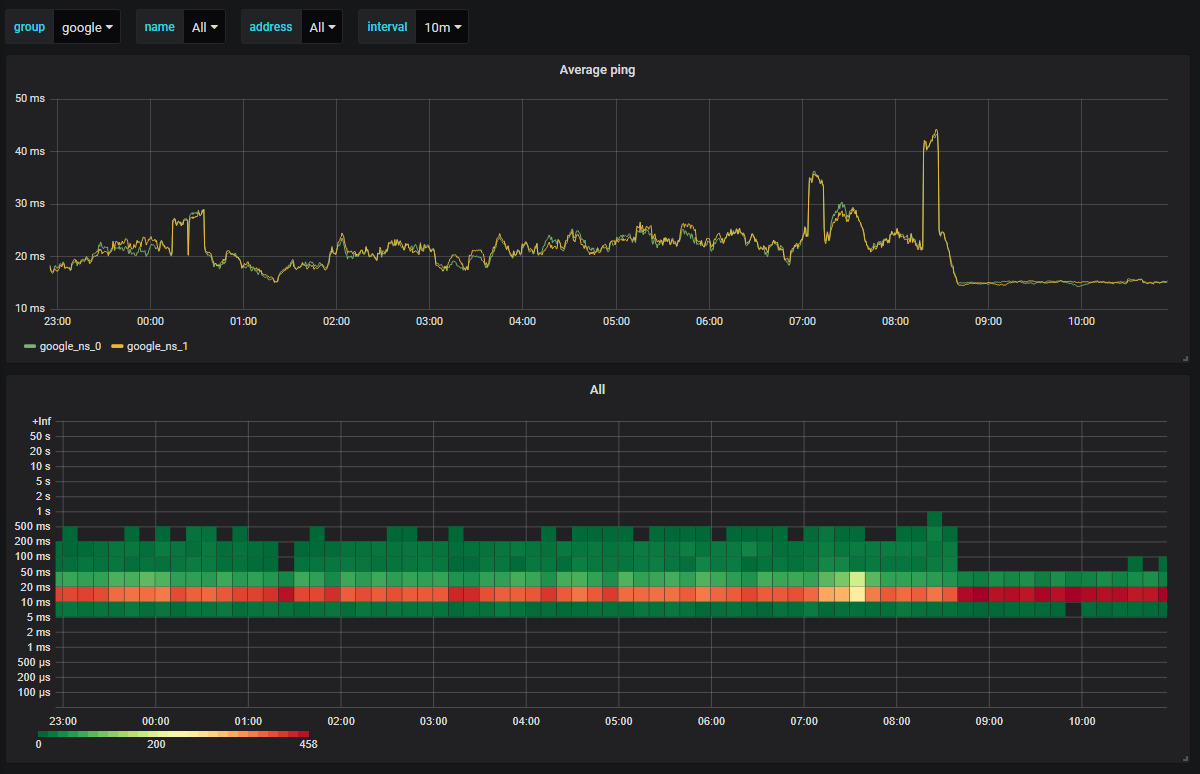 group google name All address All interval 10m
Average ping
50 ms
40 ms
30 ms
20 ms
10 ms
23:00 00:00 01:00 02:00 03:00 04:00 05:00 06:00 07:00 08:00 09:00 10:00
google_ns_0 google_ns_1
All
+Inf
50 s
20 s
10 s
5 s
2 s
1 s
500 ms
200 ms
100 ms
50 ms
20 ms
10 ms
5 ms
2 ms
1 ms
500 µs
200 µs
100 µs
23:00 00:00 01:00 02:00 03:00 04:00 05:00 06:00 07:00 08:00 09:00 10:00
0 200 458